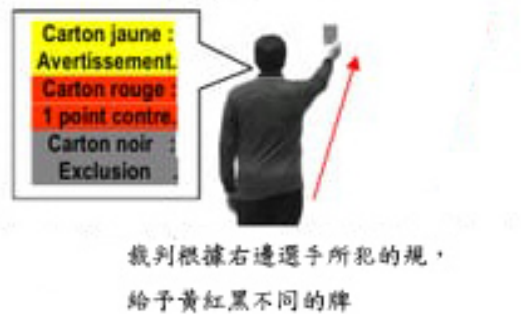 Carton jaune :
Avertissement.
Carton rouge :
1 point contre.
Carton noir :
Exclusion .
裁判根據右邊選手所犯的規，
給予黃紅黑不同的牌